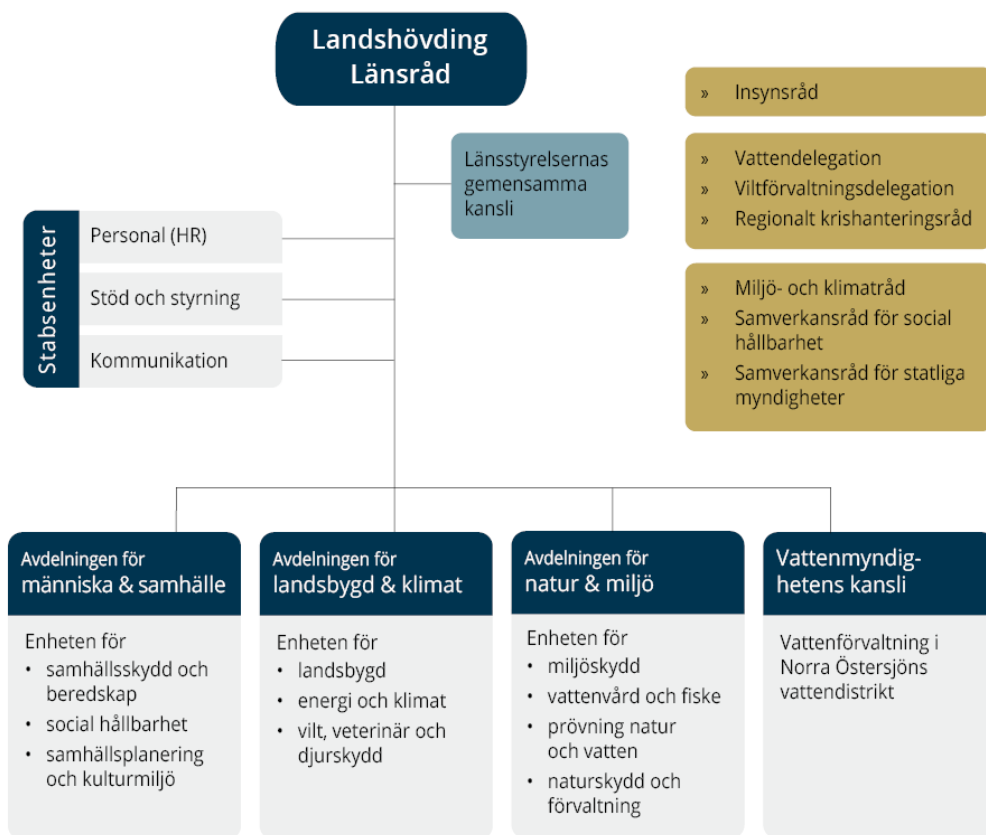 Landshövding
Länsråd
» Insynsråd
Länsstyrelsernas
gemensamma
kansli
» Vattendelegation
» Viltförvaltningsdelegation
» Regionalt krishanteringsråd
Stabsenheter
Personal (HR)
Stöd och styrning
Kommunikation
» Miljö- och klimatråd
» Samverkansråd för social
hållbarhet
» Samverkansråd för statliga
myndigheter
Avdelningen för
människa & samhälle
Enheten för
• samhällsskydd och
beredskap
• social hållbarhet
• samhällsplanering
och kulturmiljö
Avdelningen för
landsbygd & klimat
Enheten för
• landsbygd
• energi och klimat
• vilt, veterinär och
djurskydd
Avdelningen för
natur & miljö
Enheten för
• miljöskydd
• vattenvård och fiske
• prövning natur
och vatten
• naturskydd och
förvaltning
Vattenmyndig-
hetens kansli
Vattenförvaltning i
Norra Östersjöns
vattendistrikt